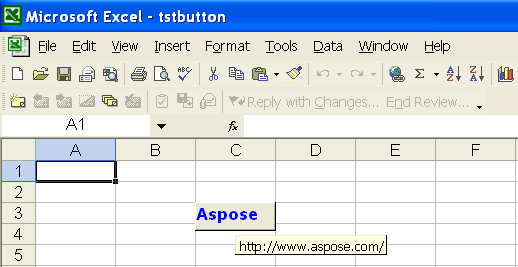 Microsoft Excel - tstbutton
File Edit View Insert Format Tools Data Window Help
ABC Σ A Z Z A
Reply with Changes... End Review...
A1 fx
A B C D E F
1
2
3 Aspose
4
http://www.aspose.com/
5